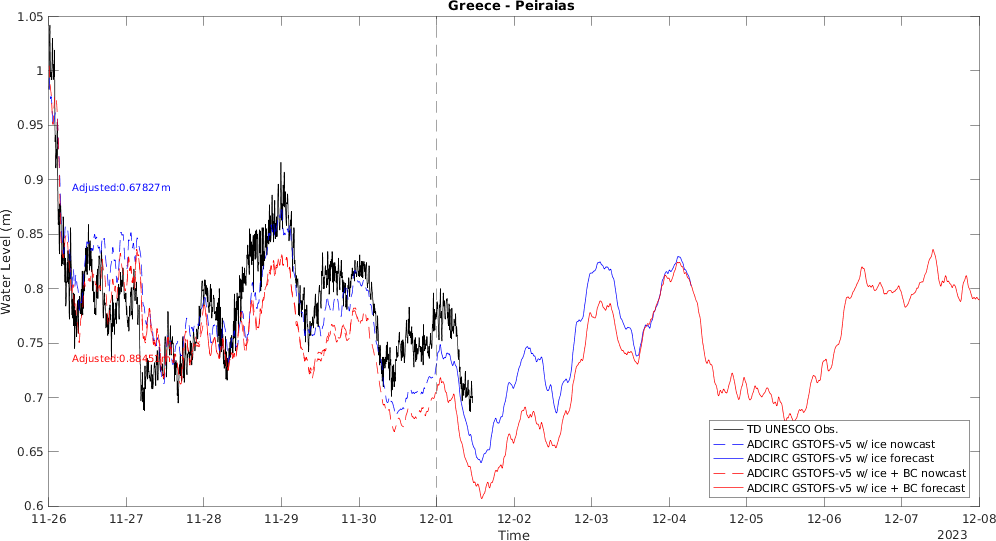 Greece - Peiraias
1.05
1
0.95
0.9
0.85
0.8
0.75
0.7
0.65
0.6
Water Level (m)
Adjusted:0.67827m
TD UNESCO Obs.
ADCIRC GSTOFS-v5 w/ ice nowcast
ADCIRC GSTOFS-v5 w/ ice forecast
ADCIRC GSTOFS-v5 w/ ice + BC nowcast
ADCIRC GSTOFS-v5 w/ ice + BC forecast
11-26 11-27 11-28 11-29 11-30 12-01 12-02 12-03 12-04 12-05 12-06 12-07 12-08
Time
2023